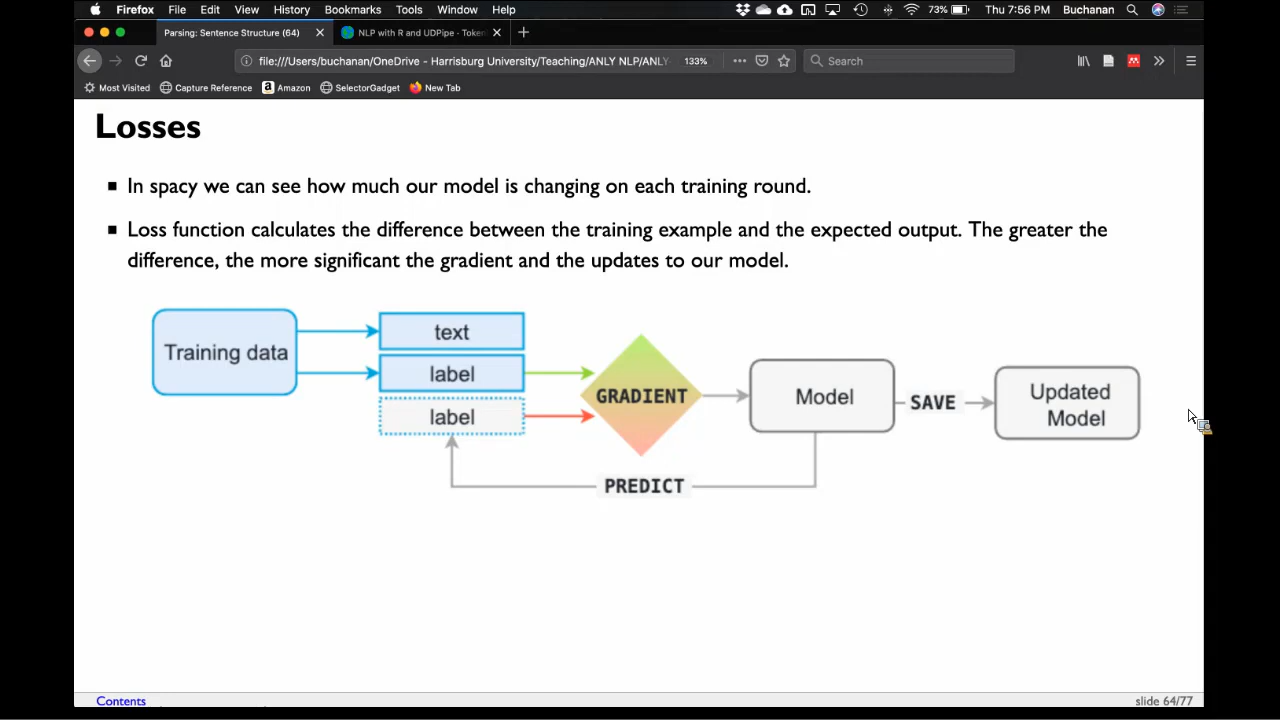 Firefox File Edit View History Bookmarks Tools Window Help 73% Thu 7:56 PM Buchanan
Parsing: Sentence Structure (64) NLP with R and UDPipe - Token
file:///Users/buchanan/OneDrive - Harrisburg University/Teaching/ANLY NLP/ANLY 133% Search
Most Visited Capture Reference Amazon SelectorGadget New Tab
Losses
In spacy we can see how much our model is changing on each training round.
Loss function calculates the difference between the training example and the expected output. The greater the
difference, the more significant the gradient and the updates to our model.
Training data
text
label
label
GRADIENT
Model
SAVE
Updated
Model
PREDICT
Contents
slide 64/77